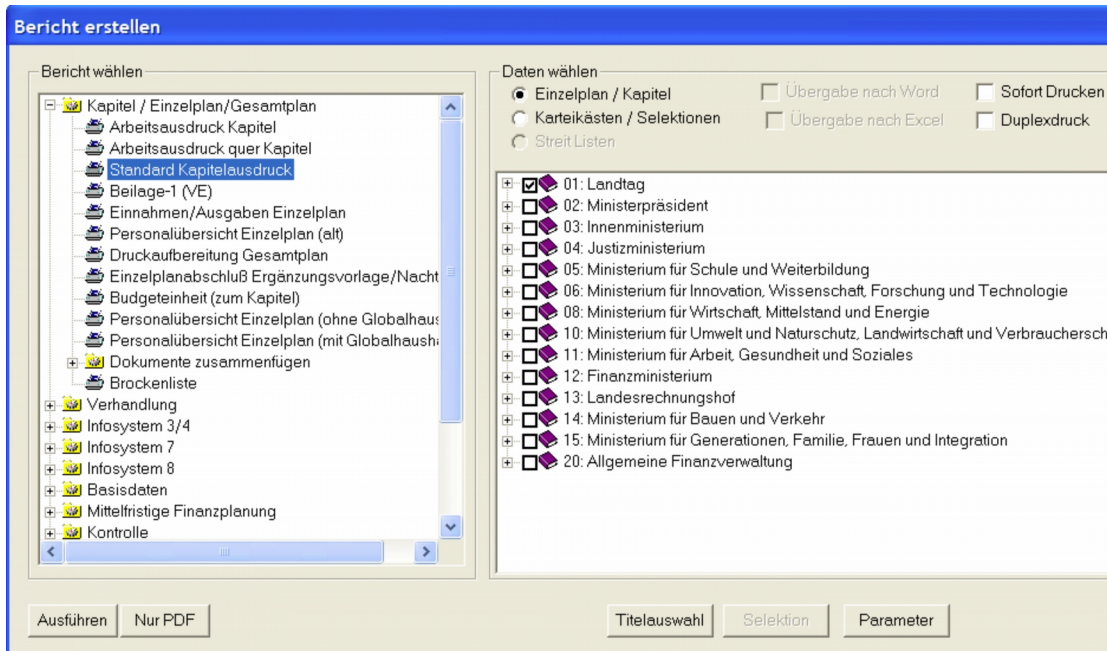 Bericht erstellen
Bericht wählen
Kapitel / Einzelplan/Gesamtplan
Arbeitsausdruck Kapitel
Arbeitsausdruck quer Kapitel
Standard Kapitelausdruck
Beilage-1 (VE)
Einnahmen/Ausgaben Einzelplan
Personalübersicht Einzelplan (alt)
Druckaufbereitung Gesamtplan
Einzelplanabschluß Ergänzungsvorlage/Nacht
Budgeteinheit (zum Kapitel)
Personalübersicht Einzelplan (ohne Globalhaus
Personalübersicht Einzelplan (mit Globalhausha
Dokumente zusammenfügen
Brockenliste
Verhandlung
Infosystem 3/4
Infosystem 7
Infosystem 8
Basisdaten
Mittelfristige Finanzplanung
Kontrolle
Daten wählen
Einzelplan / Kapitel
Karteikästen / Selektionen
Streit Listen
Übergabe nach Word
Übergabe nach Excel
Sofort Drucken
Duplexdruck
01: Landtag
02: Ministerpräsident
03: Innenministerium
04: Justizministerium
05: Ministerium für Schule und Weiterbildung
06: Ministerium für Innovation, Wissenschaft, Forschung und Technologie
08: Ministerium für Wirtschaft, Mittelstand und Energie
10: Ministerium für Umwelt und Naturschutz, Landwirtschaft und Verbrauchersch
11: Ministerium für Arbeit, Gesundheit und Soziales
12: Finanzministerium
13: Landesrechnungshof
14: Ministerium für Bauen und Verkehr
15: Ministerium für Generationen, Familie, Frauen und Integration
20: Allgemeine Finanzverwaltung
Ausführen
Nur PDF
Titelauswahl
Selektion
Parameter